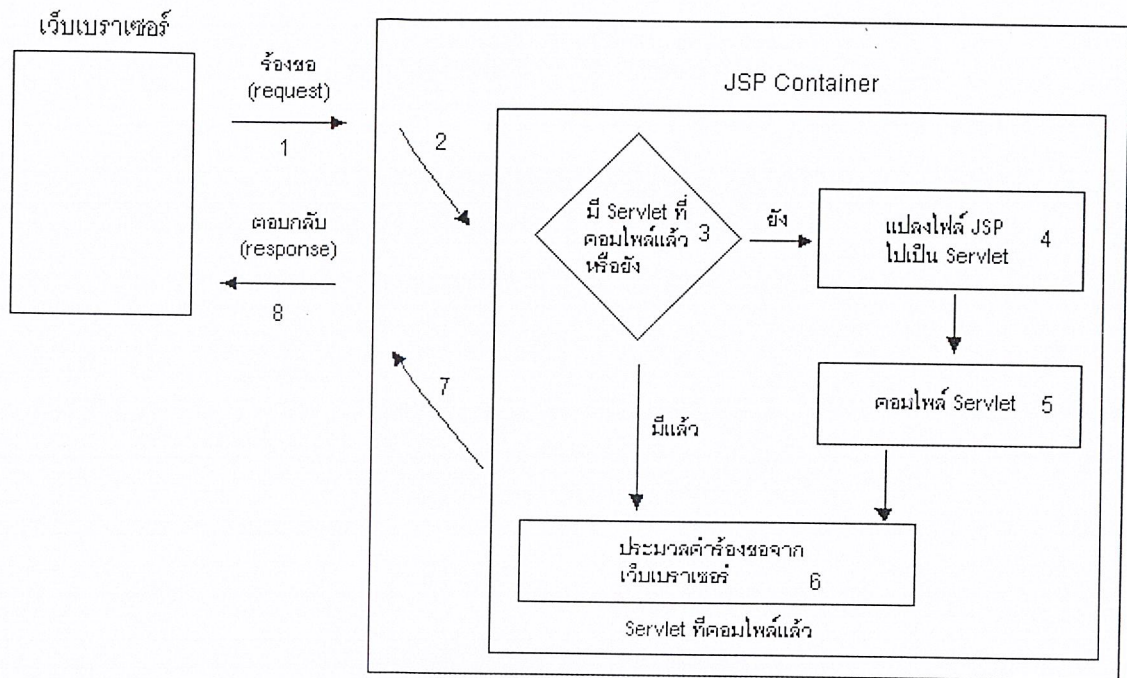 เว็บเบราเซอร์
ร้องขอ
(request)
1
2
JSP Container
มี Servlet ที่
คอมไพล์แล้ว 3
หรือยัง
ยัง
แปลงไฟล์ JSP 4
ไปเป็น Servlet
ตอบกลับ
(response)
8
7
มีแล้ว
คอมไพล์ Servlet 5
ประมวลคำร้องขอจาก
เว็บเบราเซอร์ 6
Servlet ที่คอมไพล์แล้ว